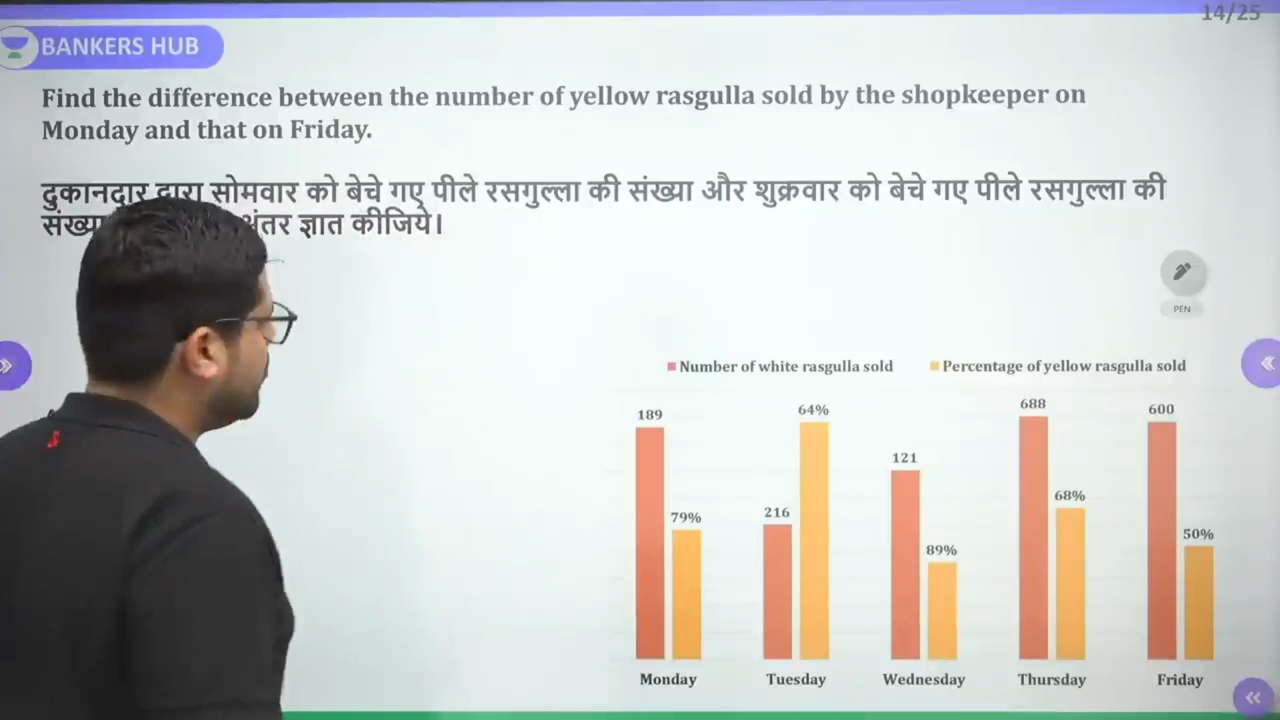 14/25
BANKERS HUB
Find the difference between the number of yellow rasgulla sold by the shopkeeper on
Monday and that on Friday.
दुकानदार द्वारा सोमवार को बेचे गए पीले रसगुल्ला की संख्या और शुक्रवार को बेचे गए पीले रसगुल्ला की
अंतर ज्ञात कीजिये।
PEN
Number of white rasgulla sold Percentage of yellow rasgulla sold
189 79% 216 64% 121 89% 688 68% 600 50%
Monday Tuesday Wednesday Thursday Friday